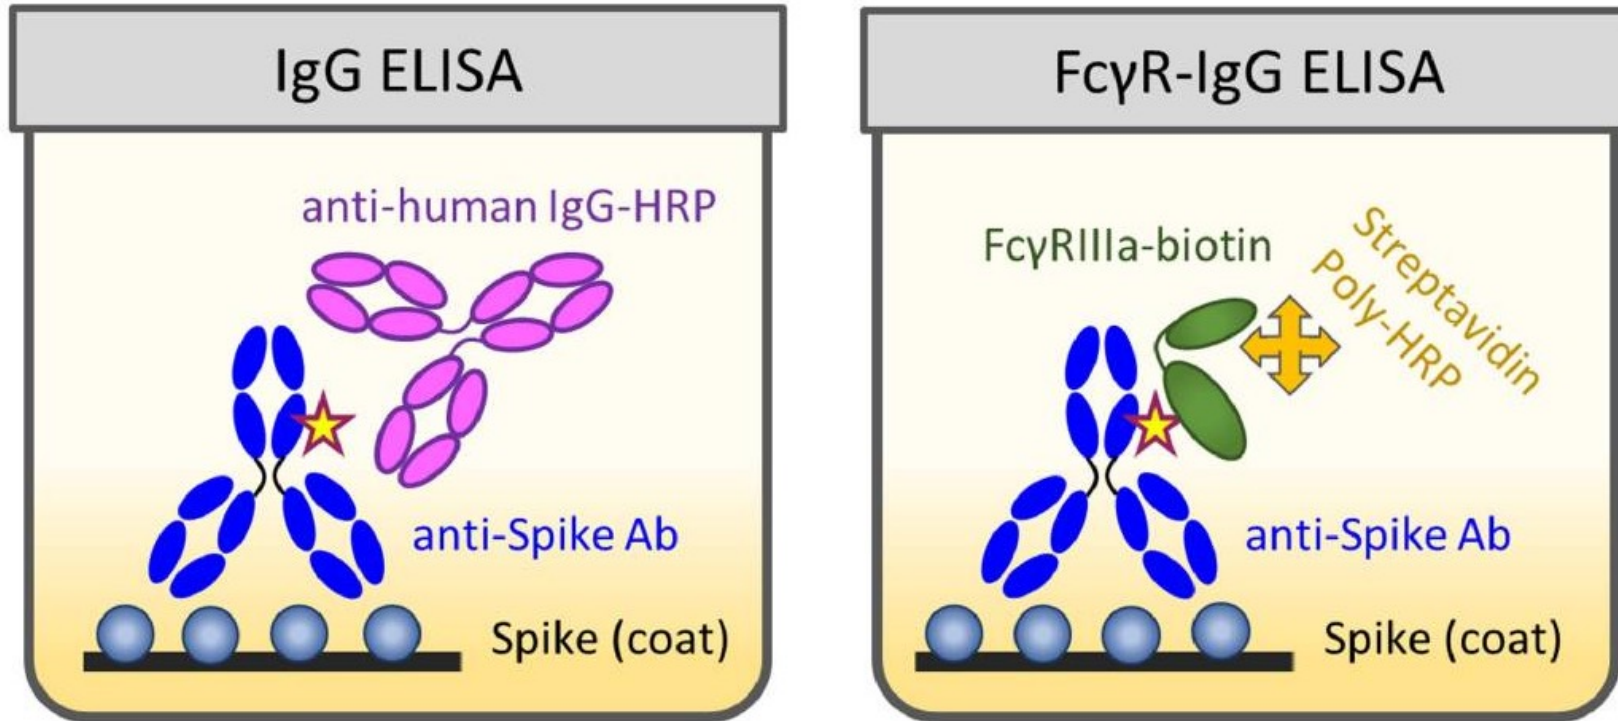 IgG ELISA
anti-human IgG-HRP
anti-Spike Ab
Spike (coat)
FcγR-IgG ELISA
FcγRIIIa-biotin
Streptavidin
Poly-HRP
anti-Spike Ab
Spike (coat)